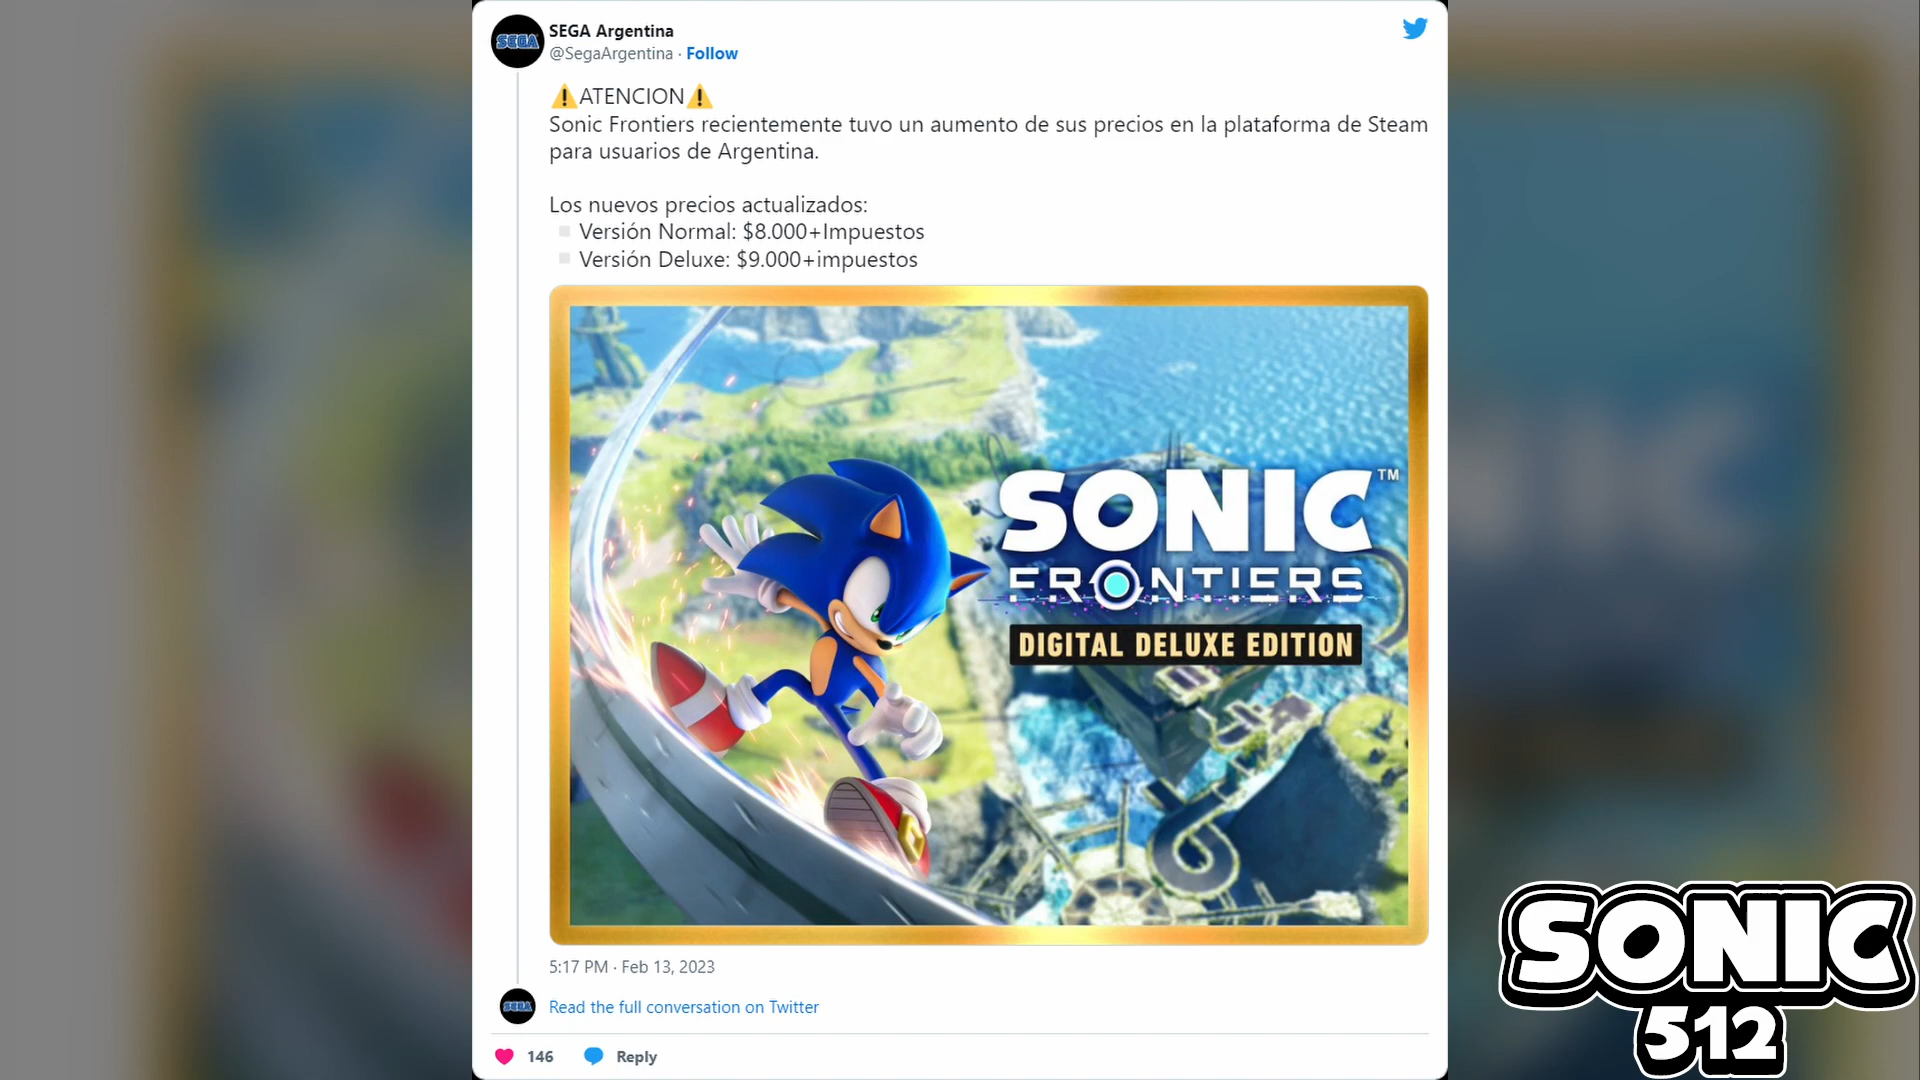 SEGA
SEGA Argentina
@SegaArgentina · Follow
⚠️ATENCION⚠️
Sonic Frontiers recientemente tuvo un aumento de sus precios en la plataforma de Steam
para usuarios de Argentina.
Los nuevos precios actualizados:
▫️Versión Normal: $8.000+Impuestos
▫️Versión Deluxe: $9.000+impuestos
SONIC™
FRONTIERS
DIGITAL DELUXE EDITION
5:17 PM · Feb 13, 2023
SEGA
Read the full conversation on Twitter
146
Reply
SONIC
512